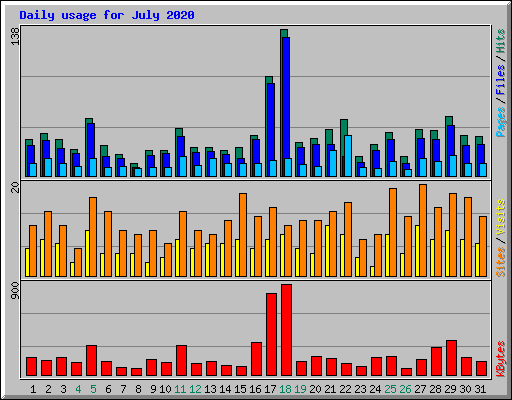 Daily usage for July 2020
138
Pages / Files / Hits
20
Sites / Visits
900
KBytes
1 2 3 4 5 6 7 8 9 10 11 12 13 14 15 16 17 18 19 20 21 22 23 24 25 26 27 28 29 30 31